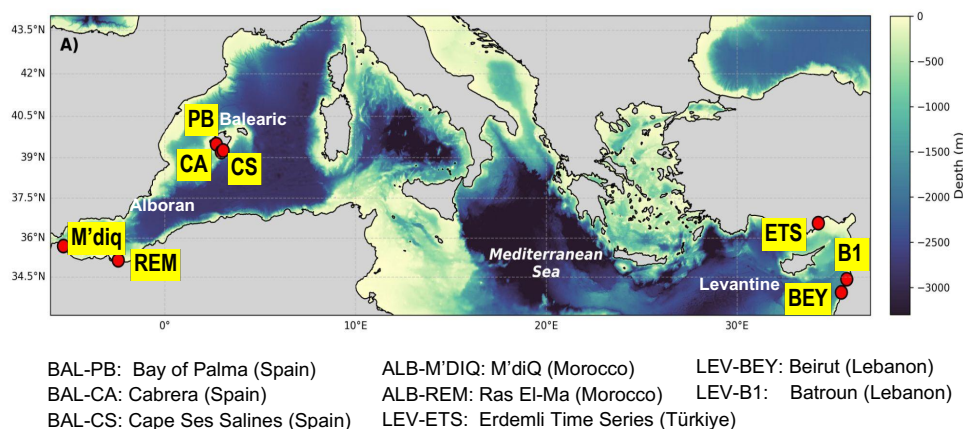 A)
43.5°N
42°N
40.5°N
39°N
37.5°N
36°N
34.5°N
PB
Balearic
CA
CS
Alboran
M'diq
REM
Mediterranean
Sea
Levantine
ETS
B1
BEY
0°
10°E
20°E
30°E
0
−500
−1000
−1500
−2000
−2500
−3000
Depth (m)
BAL-PB: Bay of Palma (Spain)
BAL-CA: Cabrera (Spain)
BAL-CS: Cape Ses Salines (Spain)
ALB-M'DIQ: M'diQ (Morocco)
ALB-REM: Ras El-Ma (Morocco)
LEV-ETS: Erdemli Time Series (Türkiye)
LEV-BEY: Beirut (Lebanon)
LEV-B1: Batroun (Lebanon)